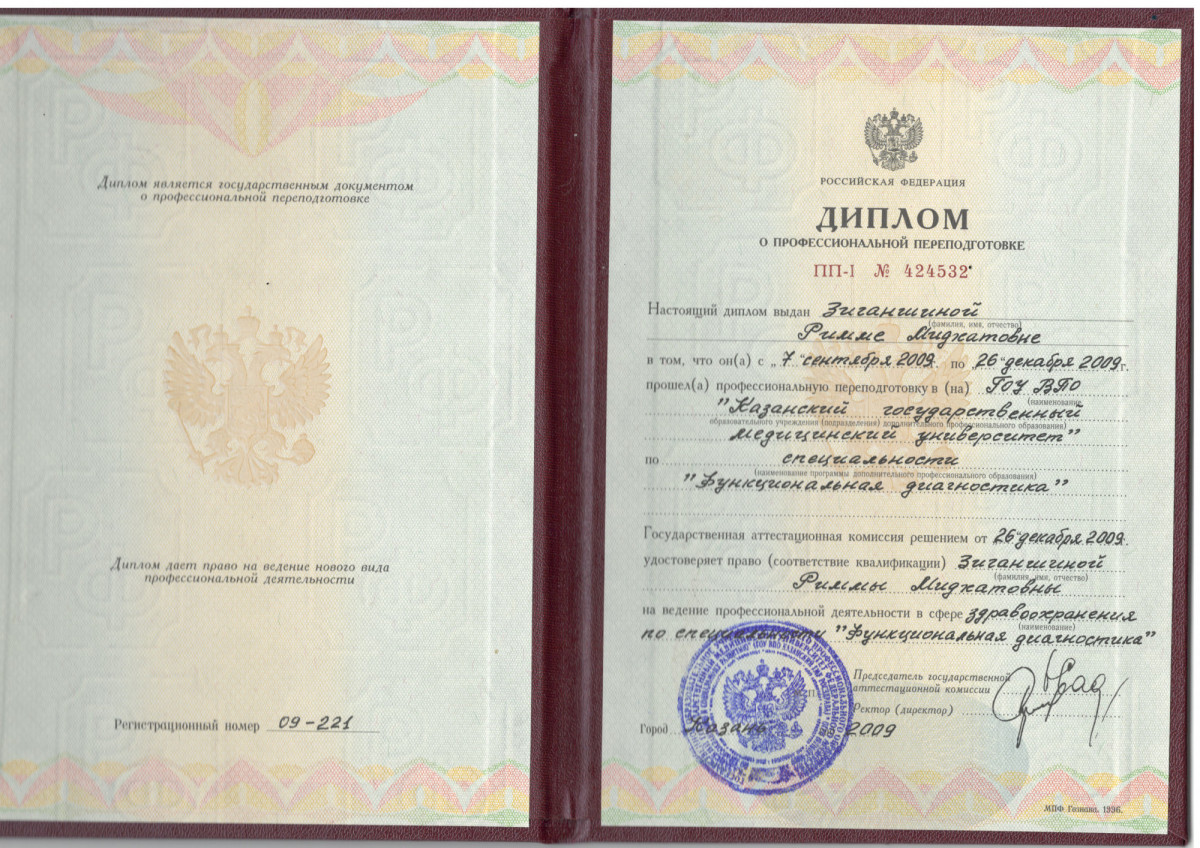 Диплом является государственным документом
о профессиональной переподготовке
Диплом дает право на ведение нового вида
профессиональной деятельности
Регистрационный номер 09-221
РОССИЙСКАЯ ФЕДЕРАЦИЯ
ДИПЛОМ
О ПРОФЕССИОНАЛЬНОЙ ПЕРЕПОДГОТОВКЕ
ПП-I № 424532
Настоящий диплом выдан Зиганшиной
(фамилия, имя, отчество)
Римме Мидхатовне
в том, что он(а) с „7“ сентября 2009г. по „26“ декабря 2009г.
прошел(а) профессиональную переподготовку в (на) ГОУ ВПО
(наименование
"Казанский государственный
образовательного учреждения (подразделения) дополнительного профессионального образования)
медицинский университет"
по специальности
(наименование программы дополнительного профессионального образования)
"Функциональная диагностика"
Государственная аттестационная комиссия решением от 26 декабря 2009г.
удостоверяет право (соответствие квалификации) Зиганшиной
(фамилия, имя, отчество)
Риммы Мидхатовны
на ведение профессиональной деятельности в сфере здравоохранения
(наименование)
по специальности "Функциональная диагностика"
Председатель государственной
аттестационной комиссии
Ректор (директор)
Город Казань 2009
МПФ Гознака. 1996.